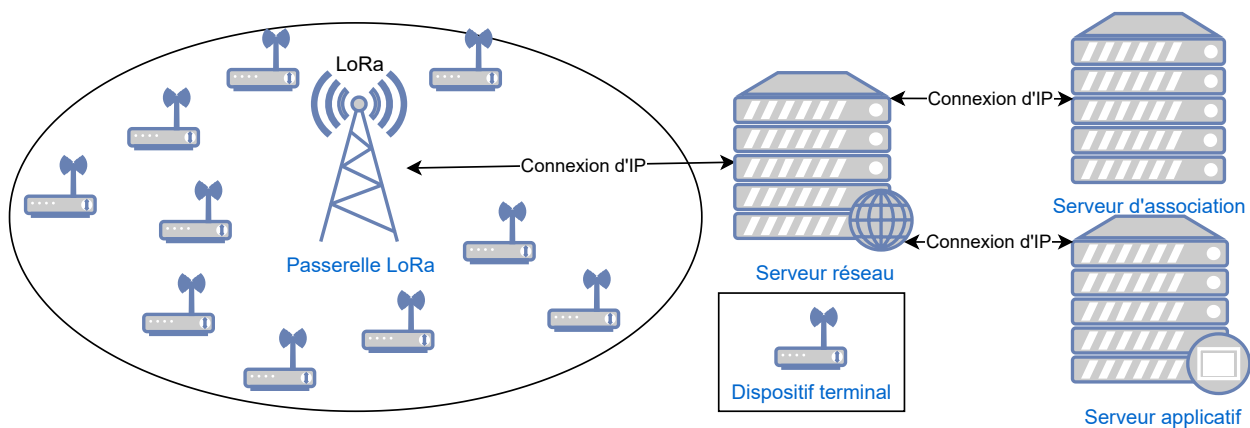 LoRa
Connexion d'IP
Serveur d'association
Connexion d'IP
Connexion d'IP
Passerelle LoRa
Serveur réseau
Dispositif terminal
Serveur applicatif